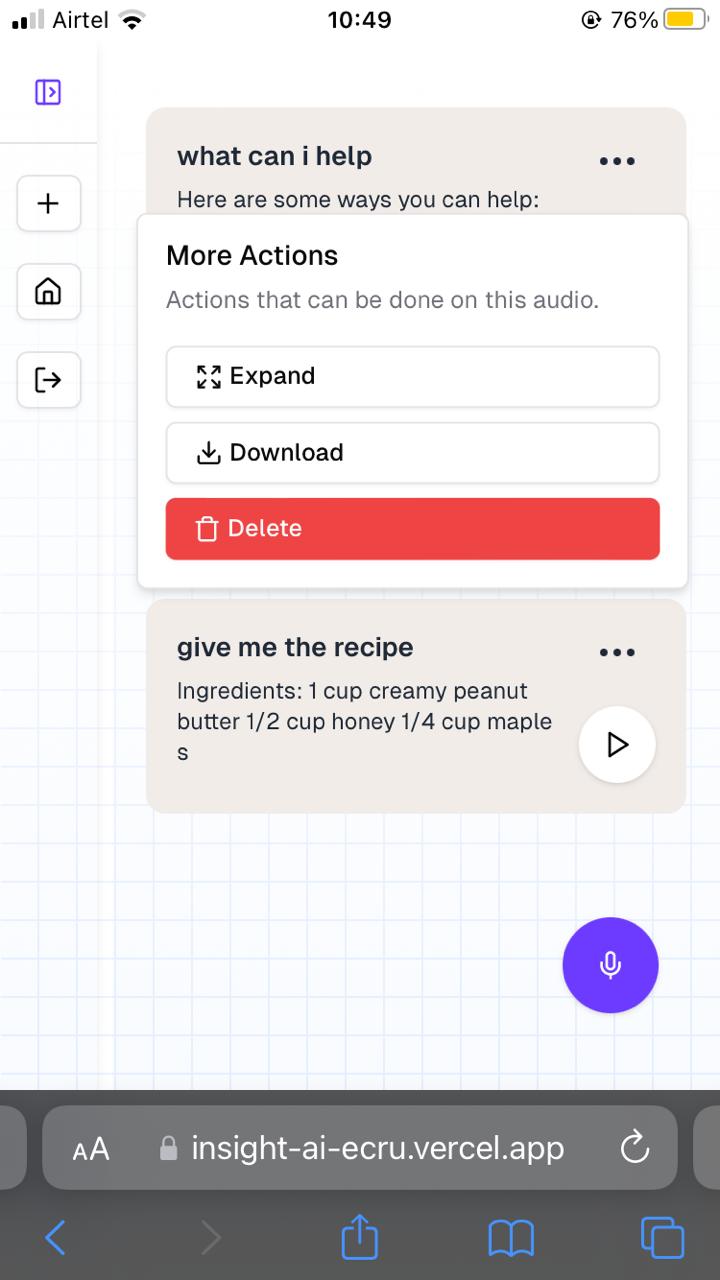 Airtel 10:49 76%
what can i help
Here are some ways you can help:
More Actions
Actions that can be done on this audio.
Expand
Download
Delete
give me the recipe
Ingredients: 1 cup creamy peanut
butter 1/2 cup honey 1/4 cup maple
s
AA insight-ai-ecru.vercel.app